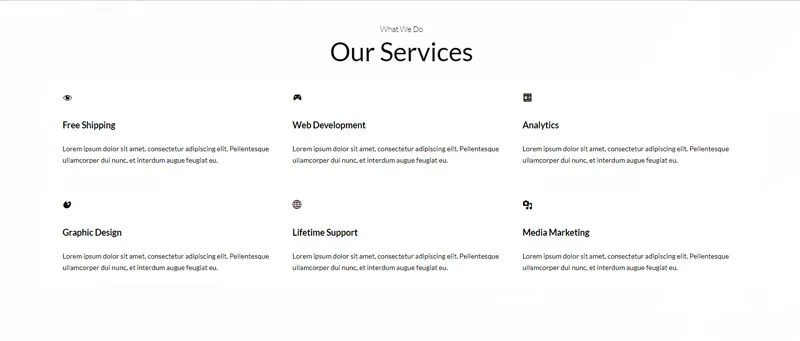 What We Do
Our Services
Free Shipping
Lorem ipsum dolor sit amet, consectetur adipiscing elit. Pellentesque
ullamcorper dui nunc, et interdum augue feugiat eu.
Web Development
Lorem ipsum dolor sit amet, consectetur adipiscing elit. Pellentesque
ullamcorper dui nunc, et interdum augue feugiat eu.
Analytics
Lorem ipsum dolor sit amet, consectetur adipiscing elit. Pellentesque
ullamcorper dui nunc, et interdum augue feugiat eu.
Graphic Design
Lorem ipsum dolor sit amet, consectetur adipiscing elit. Pellentesque
ullamcorper dui nunc, et interdum augue feugiat eu.
Lifetime Support
Lorem ipsum dolor sit amet, consectetur adipiscing elit. Pellentesque
ullamcorper dui nunc, et interdum augue feugiat eu.
Media Marketing
Lorem ipsum dolor sit amet, consectetur adipiscing elit. Pellentesque
ullamcorper dui nunc, et interdum augue feugiat eu.